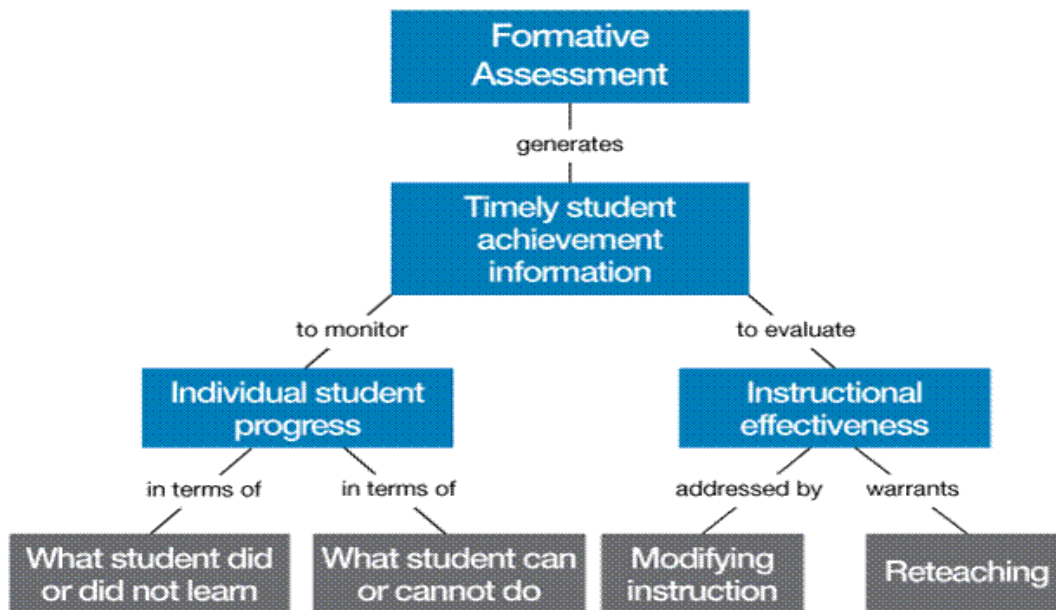 Formative
Assessment
generates
Timely student
achievement
information
to monitor
to evaluate
Individual student
progress
Instructional
effectiveness
in terms of
in terms of
addressed by
warrants
What student did
or did not learn
What student can
or cannot do
Modifying
instruction
Reteaching